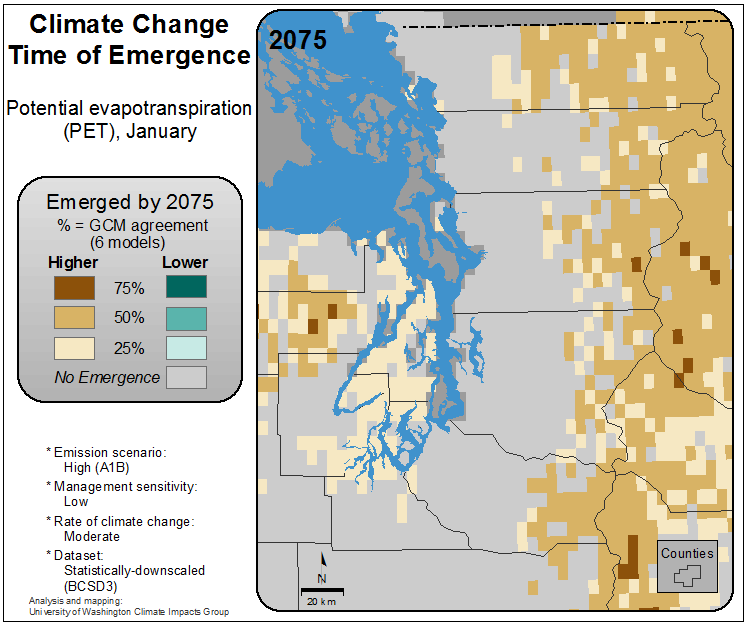 Climate Change
Time of Emergence
Potential evapotranspiration
(PET), January
Emerged by 2075
% = GCM agreement
(6 models)
Higher Lower
75%
50%
25%
No Emergence
* Emission scenario:
High (A1B)
* Management sensitivity:
Low
* Rate of climate change:
Moderate
* Dataset:
Statistically-downscaled
(BCSD3)
Analysis and mapping:
University of Washington Climate Impacts Group
2075
N
20 km
Counties